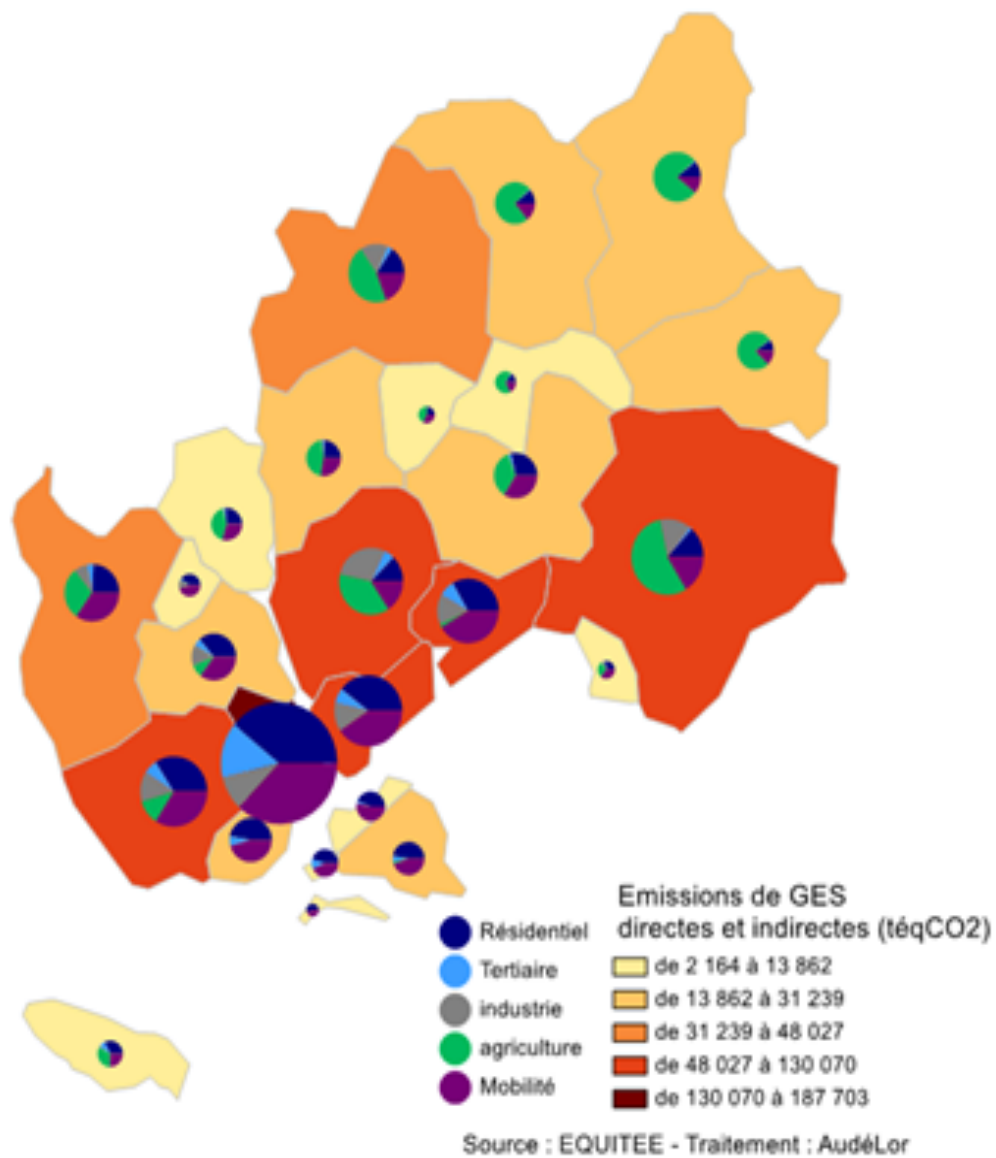 Emissions de GES
directes et indirectes (téqCO2)
Résidentiel
Tertiaire
industrie
agriculture
Mobilité
de 2 164 à 13 862
de 13 862 à 31 239
de 31 239 à 48 027
de 48 027 à 130 070
de 130 070 à 187 703
Source : EQUITEE - Traitement : AudéLor